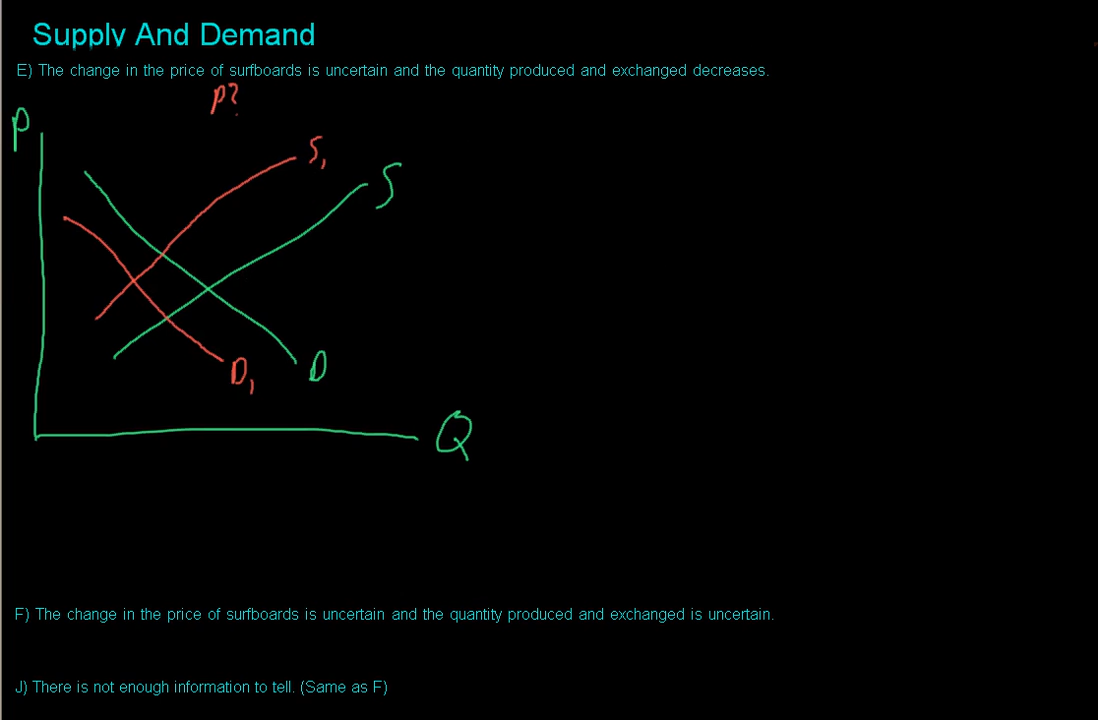 Supply And Demand
E) The change in the price of surfboards is uncertain and the quantity produced and exchanged decreases.
P?
P
S₁
S
D₁
D
Q
F) The change in the price of surfboards is uncertain and the quantity produced and exchanged is uncertain.
J) There is not enough information to tell. (Same as F)